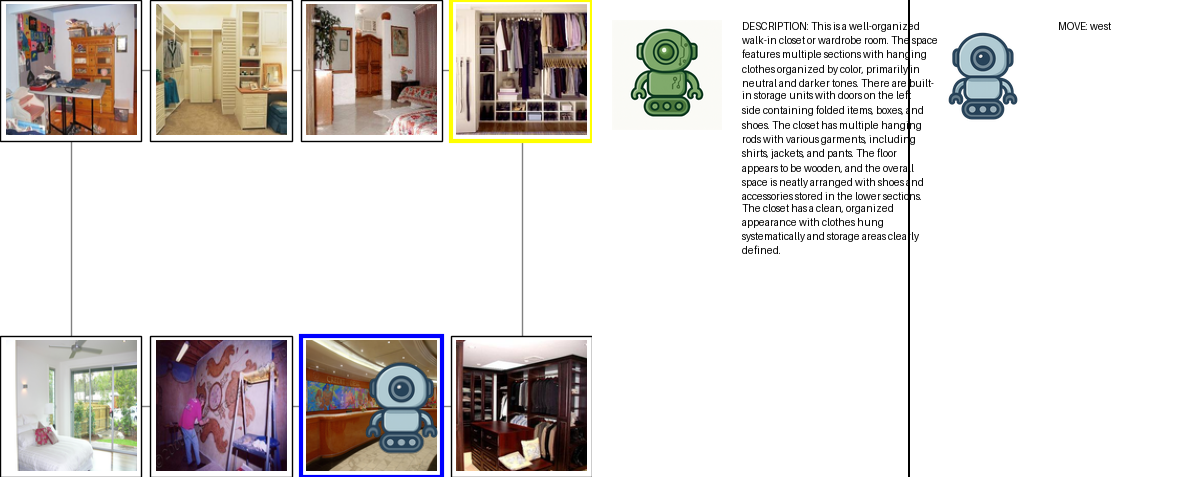 DESCRIPTION: This is a well-organized
walk-in closet or wardrobe room. The space
features multiple sections with hanging
clothes organized by color, primarily in
neutral and darker tones. There are built-
in storage units with doors on the left
side containing folded items, boxes, and
shoes. The closet has multiple hanging
rods with various garments, including
shirts, jackets, and pants. The floor
appears to be wooden, and the overall
space is neatly arranged with shoes and
accessories stored in the lower sections.
The closet has a clean, organized
appearance with clothes hung
systematically and storage areas clearly
defined.
MOVE: west